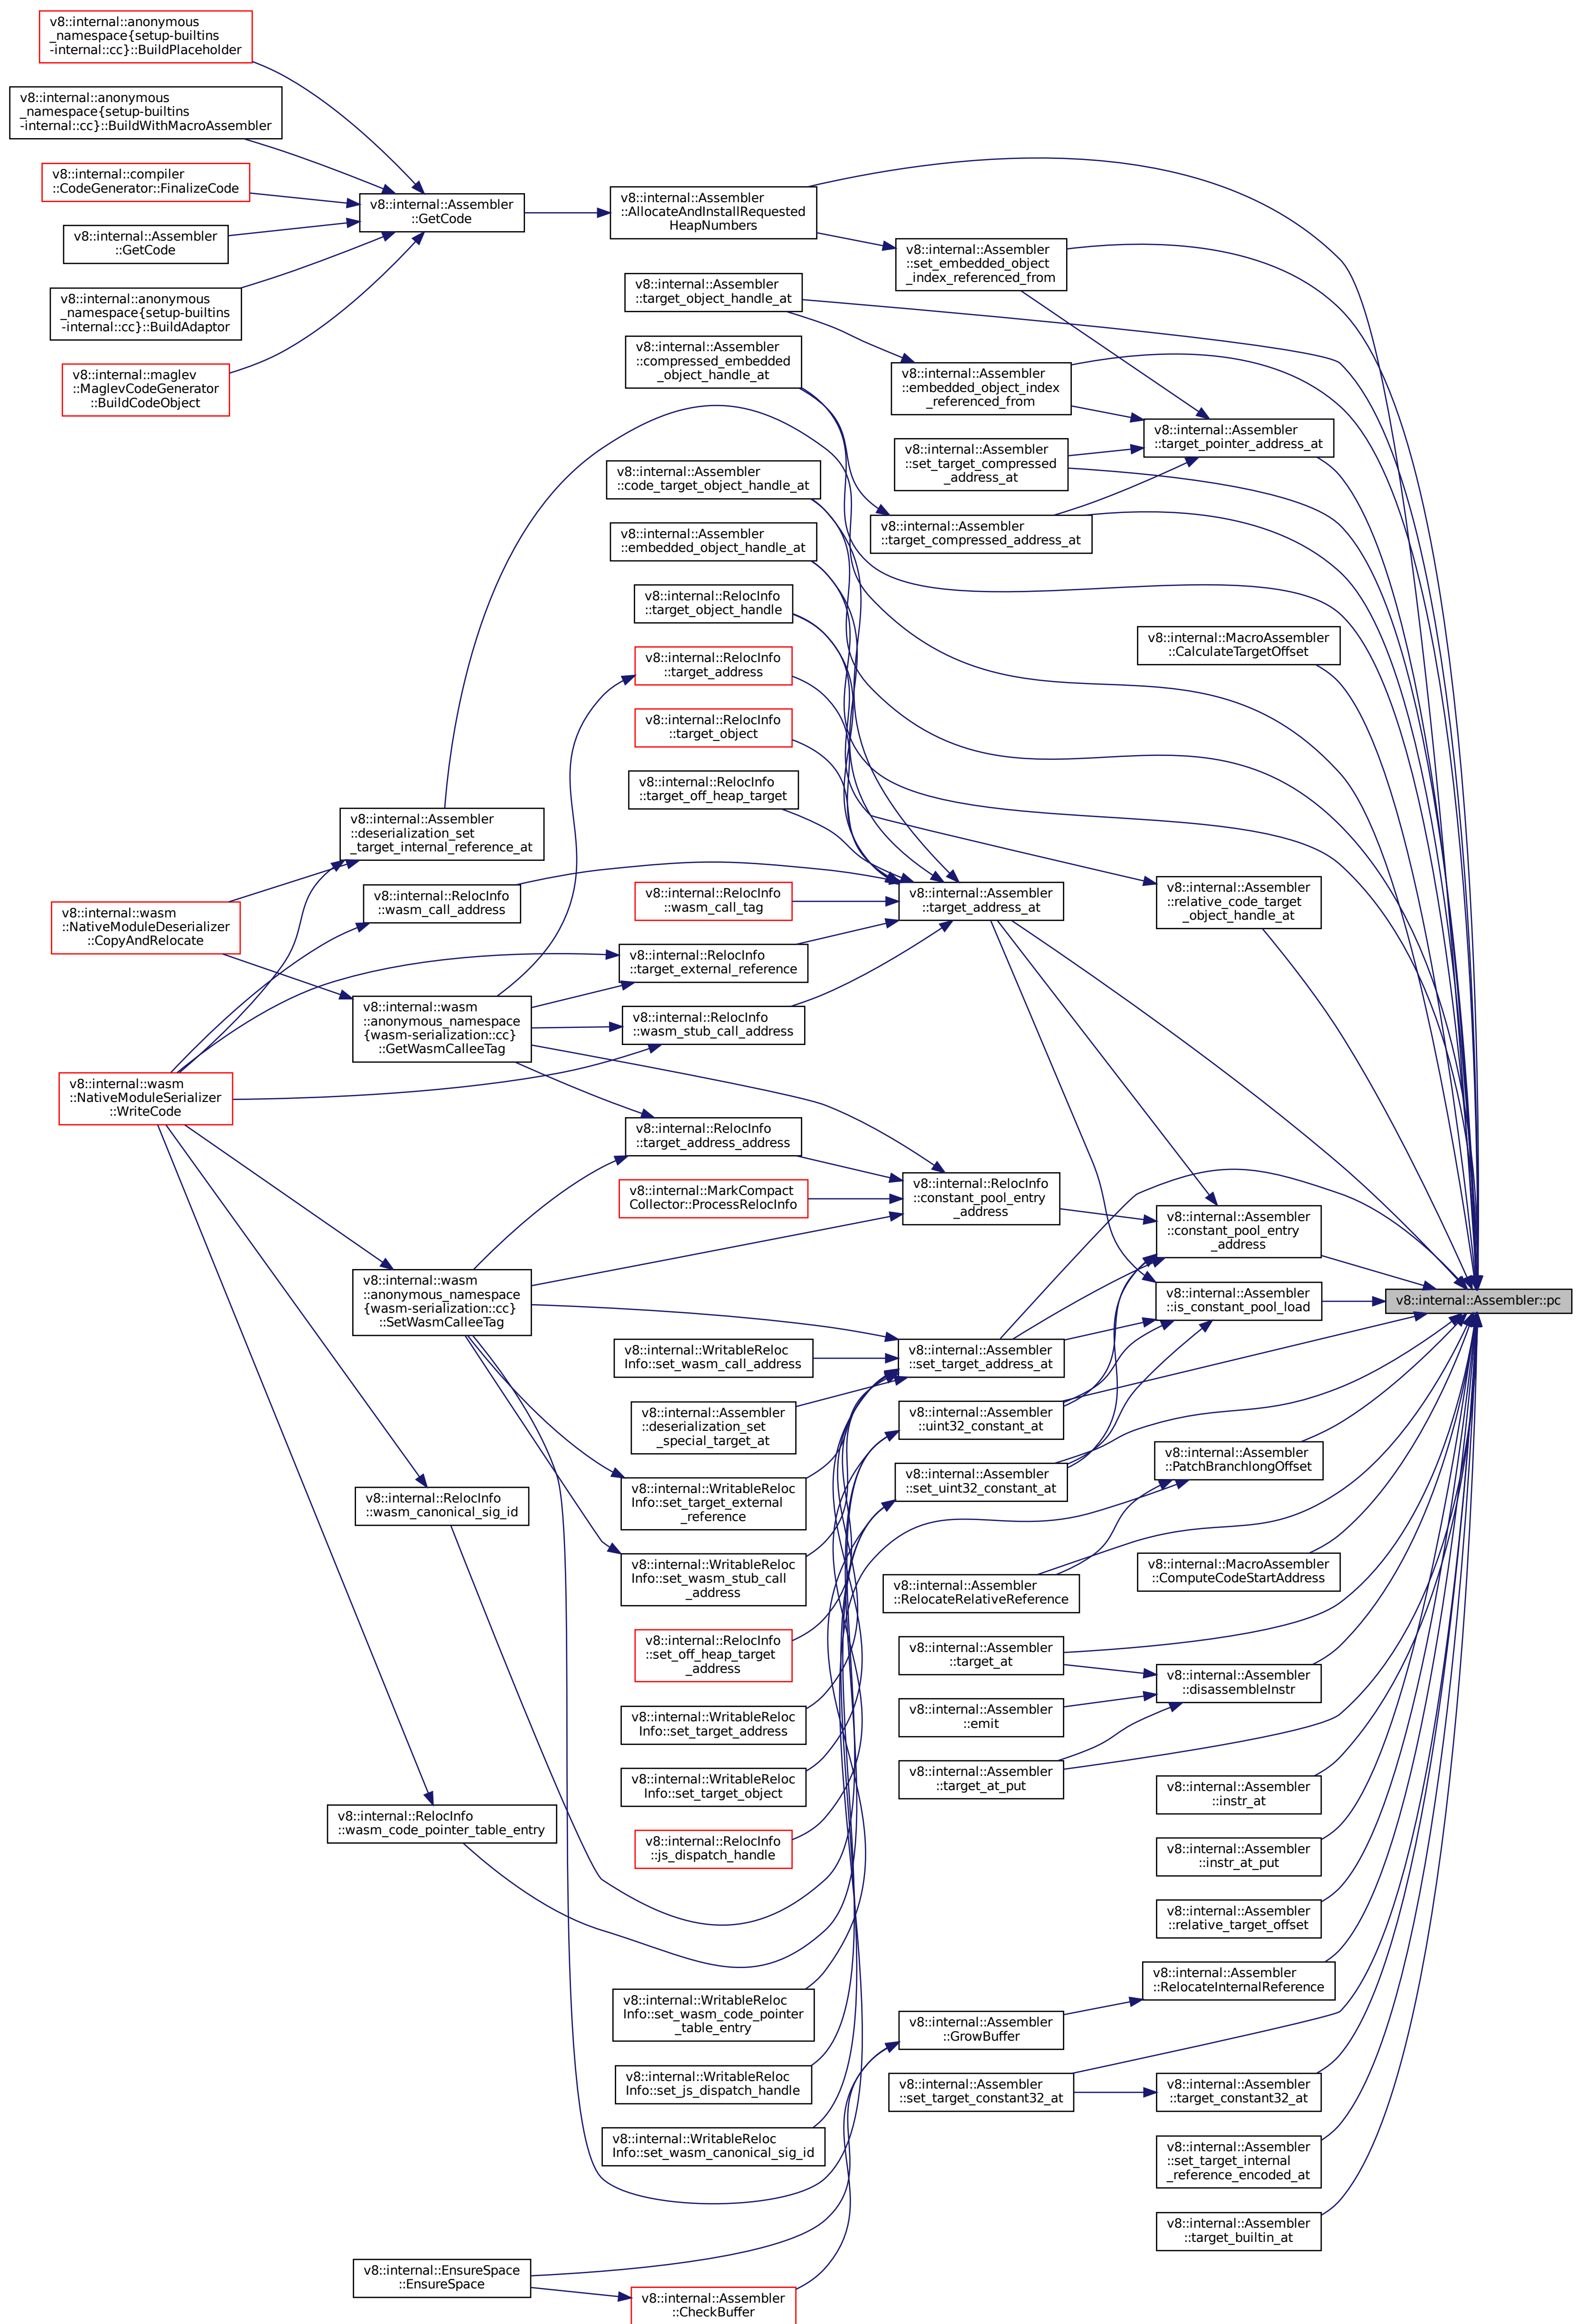 v8::internal::anonymous
_namespace{setup-builtins
-internal::cc}::BuildPlaceholder
v8::internal::anonymous
_namespace{setup-builtins
-internal::cc}::BuildWithMacroAssembler
v8::internal::compiler
::CodeGenerator::FinalizeCode
v8::internal::Assembler
::GetCode
v8::internal::anonymous
_namespace{setup-builtins
-internal::cc}::BuildAdaptor
v8::internal::maglev
::MaglevCodeGenerator
::BuildCodeObject
v8::internal::Assembler
::GetCode
v8::internal::Assembler
::AllocateAndInstallRequested
HeapNumbers
v8::internal::Assembler
::set_embedded_object
_index_referenced_from
v8::internal::Assembler
::target_object_handle_at
v8::internal::Assembler
::compressed_embedded
_object_handle_at
v8::internal::Assembler
::embedded_object_index
_referenced_from
v8::internal::Assembler
::target_pointer_address_at
v8::internal::Assembler
::set_target_compressed
_address_at
v8::internal::Assembler
::code_target_object_handle_at
v8::internal::Assembler
::target_compressed_address_at
v8::internal::Assembler
::embedded_object_handle_at
v8::internal::RelocInfo
::target_object_handle
v8::internal::MacroAssembler
::CalculateTargetOffset
v8::internal::RelocInfo
::target_address
v8::internal::RelocInfo
::target_object
v8::internal::RelocInfo
::target_off_heap_target
v8::internal::Assembler
::deserialization_set
_target_internal_reference_at
v8::internal::RelocInfo
::wasm_call_address
v8::internal::RelocInfo
::wasm_call_tag
v8::internal::Assembler
::target_address_at
v8::internal::Assembler
::relative_code_target
_object_handle_at
v8::internal::wasm
::NativeModuleDeserializer
::CopyAndRelocate
v8::internal::RelocInfo
::target_external_reference
v8::internal::wasm
::anonymous_namespace
{wasm-serialization::cc}
::GetWasmCalleeTag
v8::internal::RelocInfo
::wasm_stub_call_address
v8::internal::wasm
::NativeModuleSerializer
::WriteCode
v8::internal::RelocInfo
::target_address_address
v8::internal::MarkCompact
Collector::ProcessRelocInfo
v8::internal::RelocInfo
::constant_pool_entry
_address
v8::internal::Assembler
::constant_pool_entry
_address
v8::internal::wasm
::anonymous_namespace
{wasm-serialization::cc}
::SetWasmCalleeTag
v8::internal::Assembler
::is_constant_pool_load
v8::internal::Assembler::pc
v8::internal::WritableReloc
Info::set_wasm_call_address
v8::internal::Assembler
::set_target_address_at
v8::internal::Assembler
::deserialization_set
_special_target_at
v8::internal::Assembler
::uint32_constant_at
v8::internal::Assembler
::PatchBranchlongOffset
v8::internal::Assembler
::set_uint32_constant_at
v8::internal::RelocInfo
::wasm_canonical_sig_id
v8::internal::WritableReloc
Info::set_target_external
_reference
v8::internal::WritableReloc
Info::set_wasm_stub_call
_address
v8::internal::MacroAssembler
::ComputeCodeStartAddress
v8::internal::Assembler
::RelocateRelativeReference
v8::internal::RelocInfo
::set_off_heap_target
_address
v8::internal::Assembler
::target_at
v8::internal::Assembler
::disassembleInstr
v8::internal::WritableReloc
Info::set_target_address
v8::internal::Assembler
::emit
v8::internal::WritableReloc
Info::set_target_object
v8::internal::Assembler
::target_at_put
v8::internal::Assembler
::instr_at
v8::internal::RelocInfo
::wasm_code_pointer_table_entry
v8::internal::RelocInfo
::js_dispatch_handle
v8::internal::Assembler
::instr_at_put
v8::internal::Assembler
::relative_target_offset
v8::internal::Assembler
::RelocateInternalReference
v8::internal::WritableReloc
Info::set_wasm_code_pointer
_table_entry
v8::internal::Assembler
::GrowBuffer
v8::internal::WritableReloc
Info::set_js_dispatch_handle
v8::internal::Assembler
::set_target_constant32_at
v8::internal::Assembler
::target_constant32_at
v8::internal::WritableReloc
Info::set_wasm_canonical_sig_id
v8::internal::Assembler
::set_target_internal
_reference_encoded_at
v8::internal::Assembler
::target_builtin_at
v8::internal::EnsureSpace
::EnsureSpace
v8::internal::Assembler
::CheckBuffer